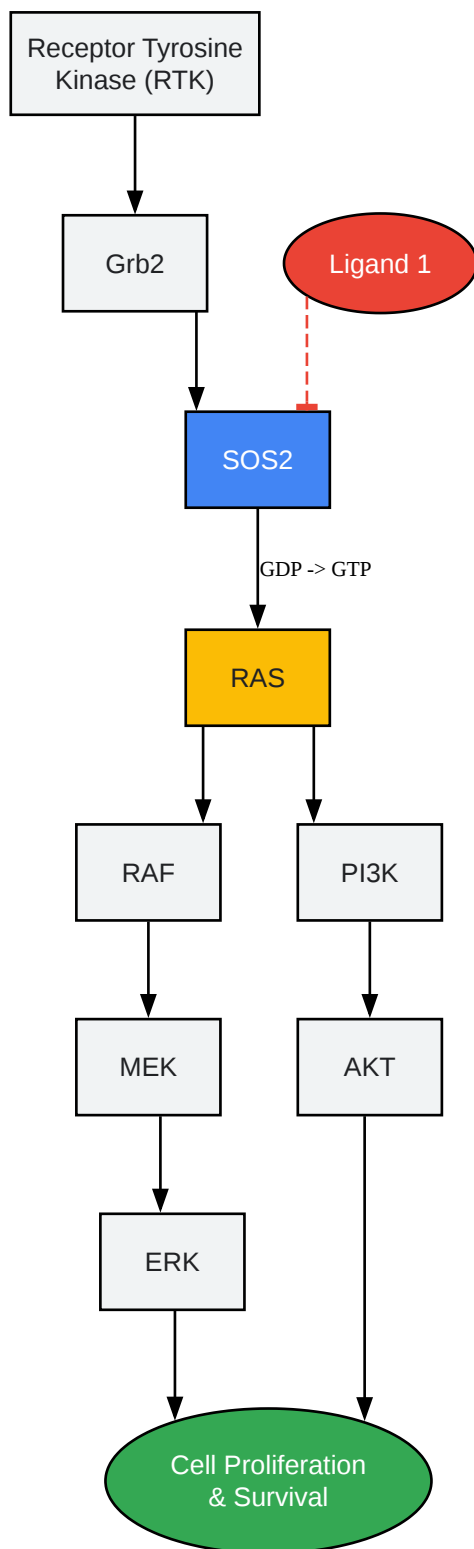 Receptor Tyrosine
Kinase (RTK)
Grb2
Ligand 1
SOS2
GDP -> GTP
RAS
RAF
PI3K
MEK
AKT
ERK
Cell Proliferation
& Survival